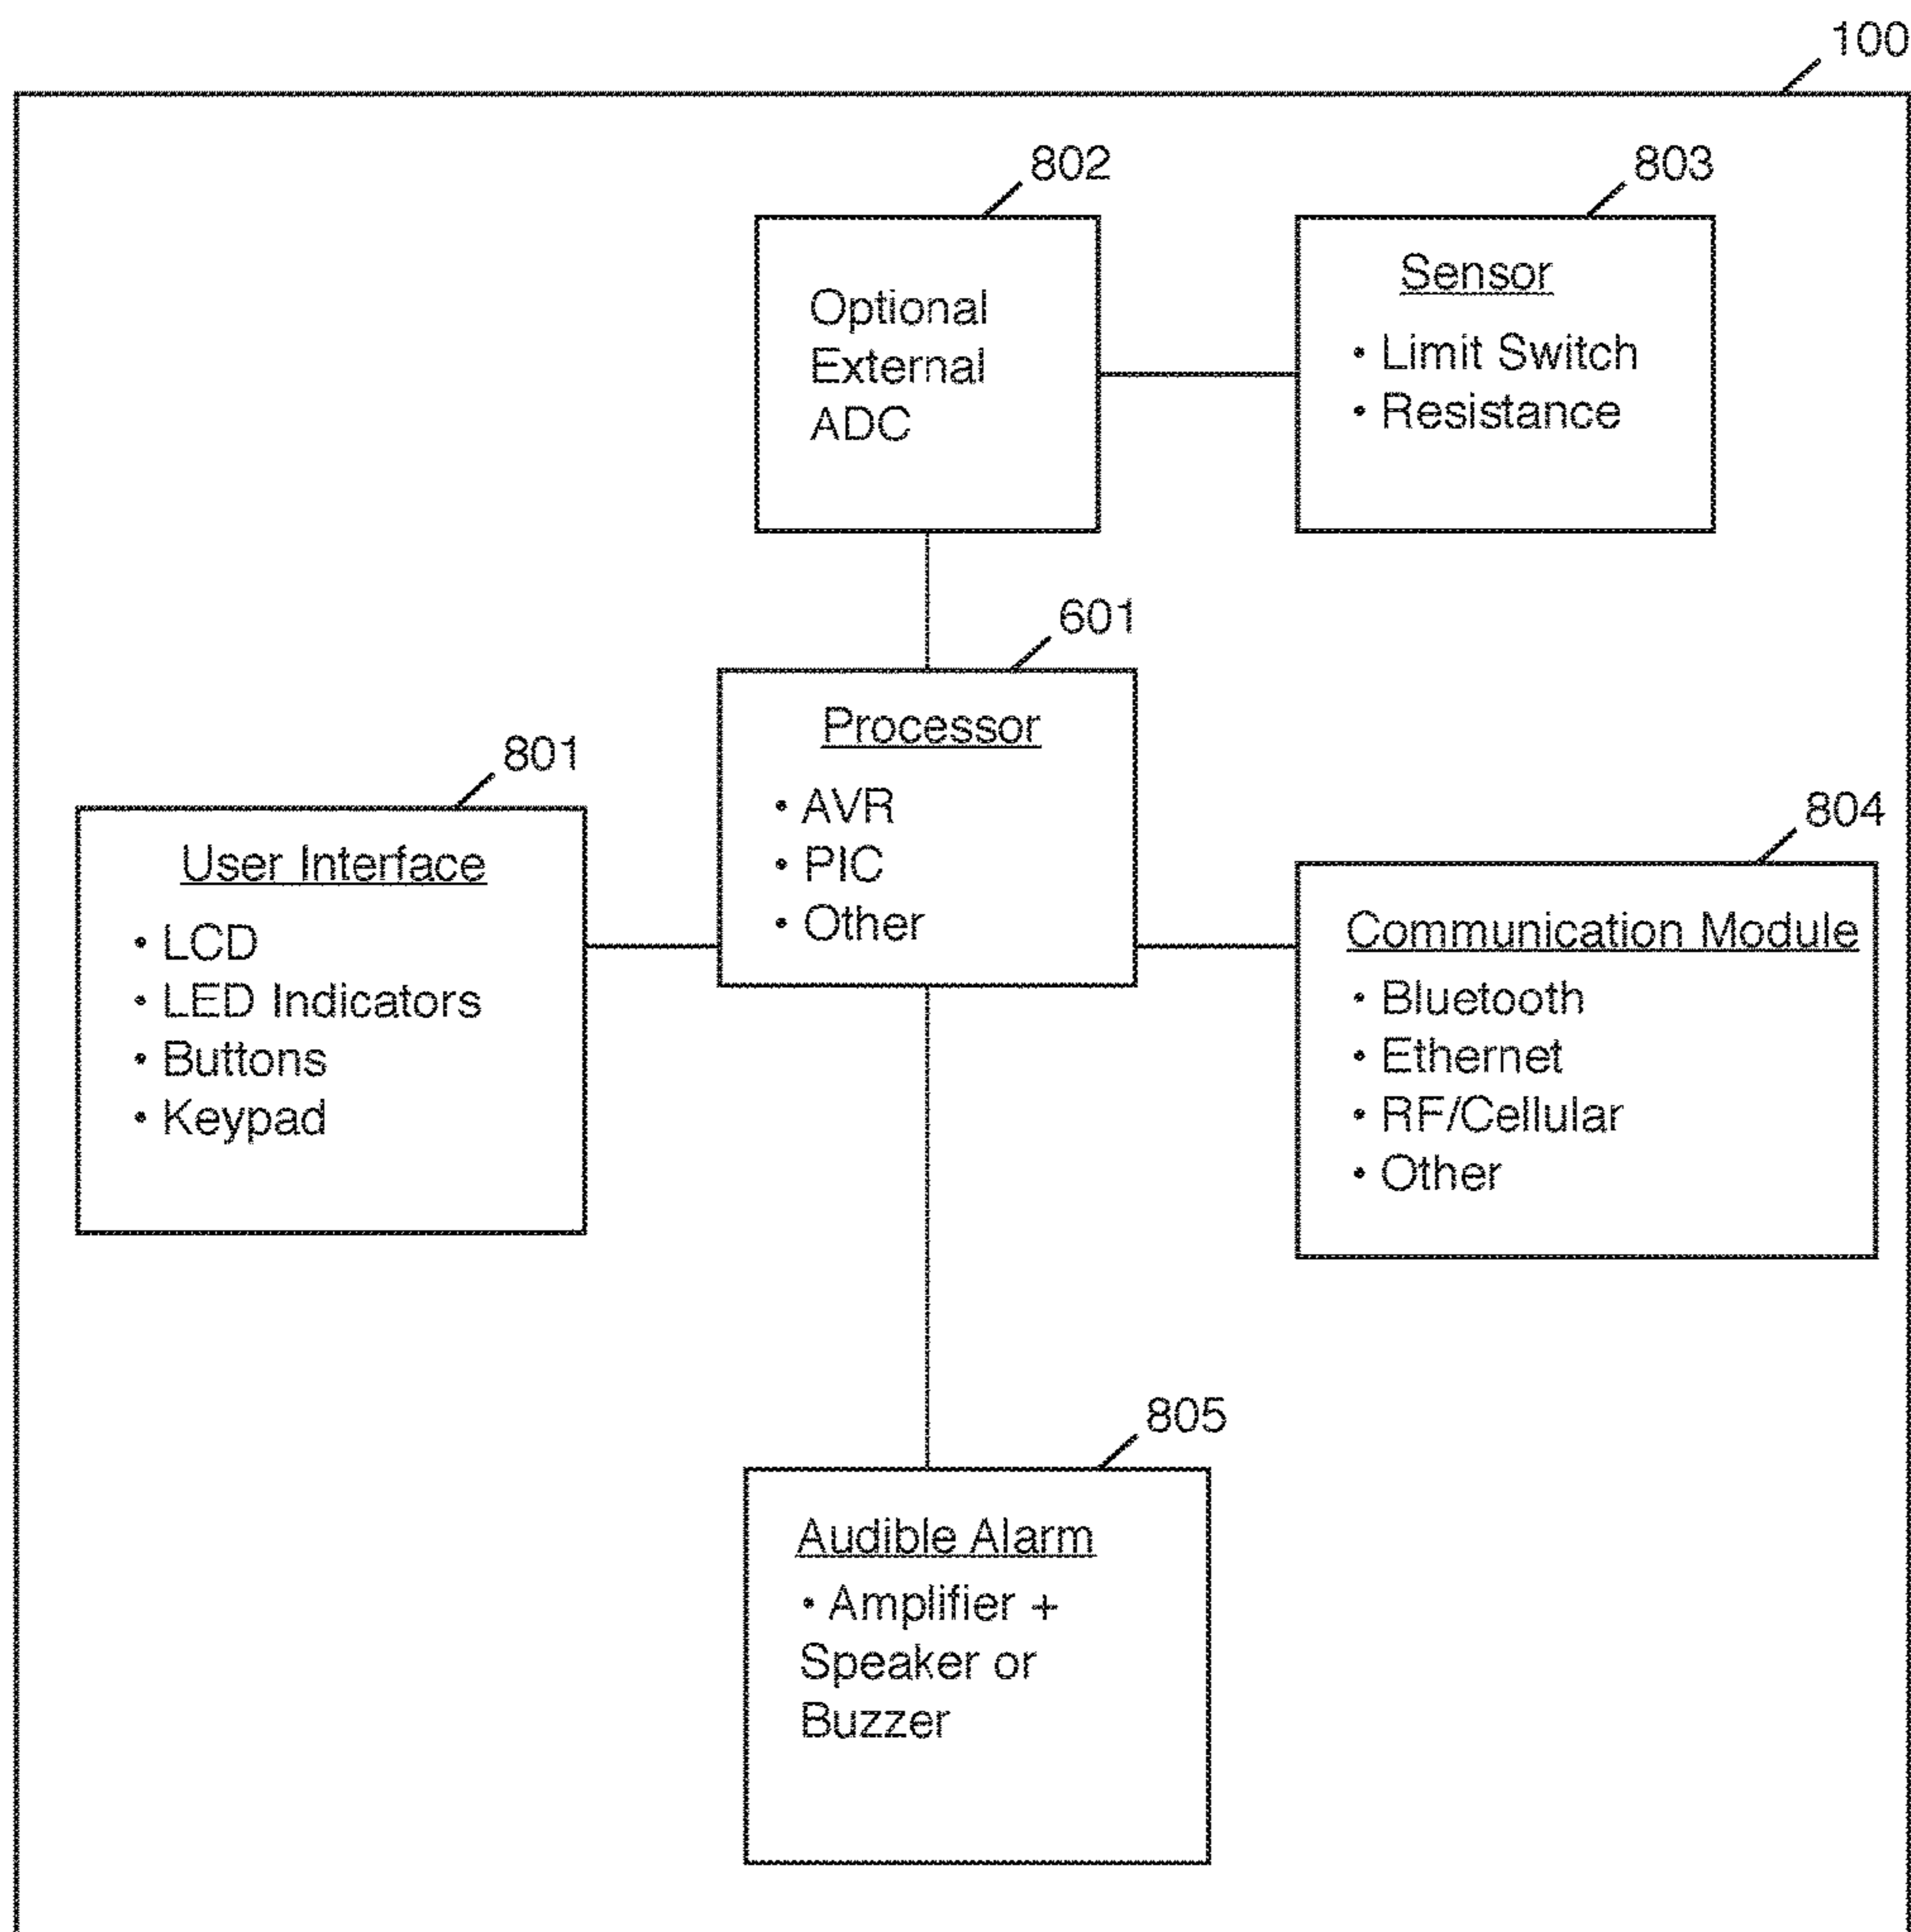 100
802
Optional
External
ADC
803
Sensor
• Limit Switch
• Resistance
601
Processor
• AVR
• PIC
• Other
801
User Interface
• LCD
• LED Indicators
• Buttons
• Keypad
804
Communication Module
• Bluetooth
• Ethernet
• RF/Cellular
• Other
805
Audible Alarm
• Amplifier +
Speaker or
Buzzer